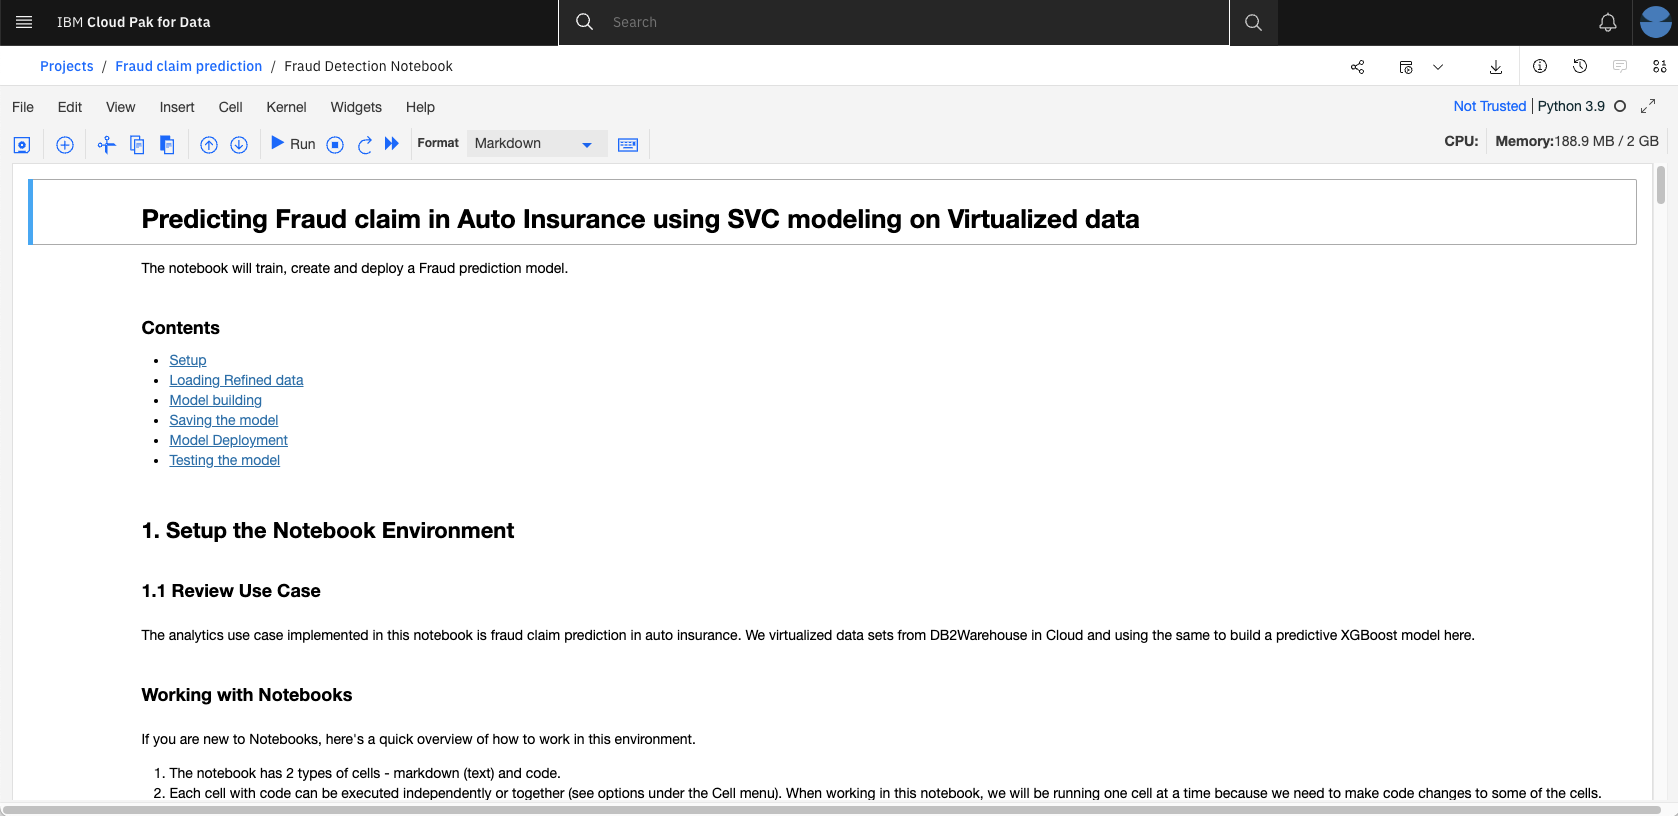 IBM Cloud Pak for Data
Search
Projects / Fraud claim prediction / Fraud Detection Notebook
File Edit View Insert Cell Kernel Widgets Help
Not Trusted | Python 3.9
Run
Format
Markdown
CPU: Memory:188.9 MB / 2 GB
Predicting Fraud claim in Auto Insurance using SVC modeling on Virtualized data
The notebook will train, create and deploy a Fraud prediction model.
Contents
• Setup
• Loading Refined data
• Model building
• Saving the model
• Model Deployment
• Testing the model
1. Setup the Notebook Environment
1.1 Review Use Case
The analytics use case implemented in this notebook is fraud claim prediction in auto insurance. We virtualized data sets from DB2Warehouse in Cloud and using the same to build a predictive XGBoost model here.
Working with Notebooks
If you are new to Notebooks, here's a quick overview of how to work in this environment.
1. The notebook has 2 types of cells - markdown (text) and code.
2. Each cell with code can be executed independently or together (see options under the Cell menu). When working in this notebook, we will be running one cell at a time because we need to make code changes to some of the cells.